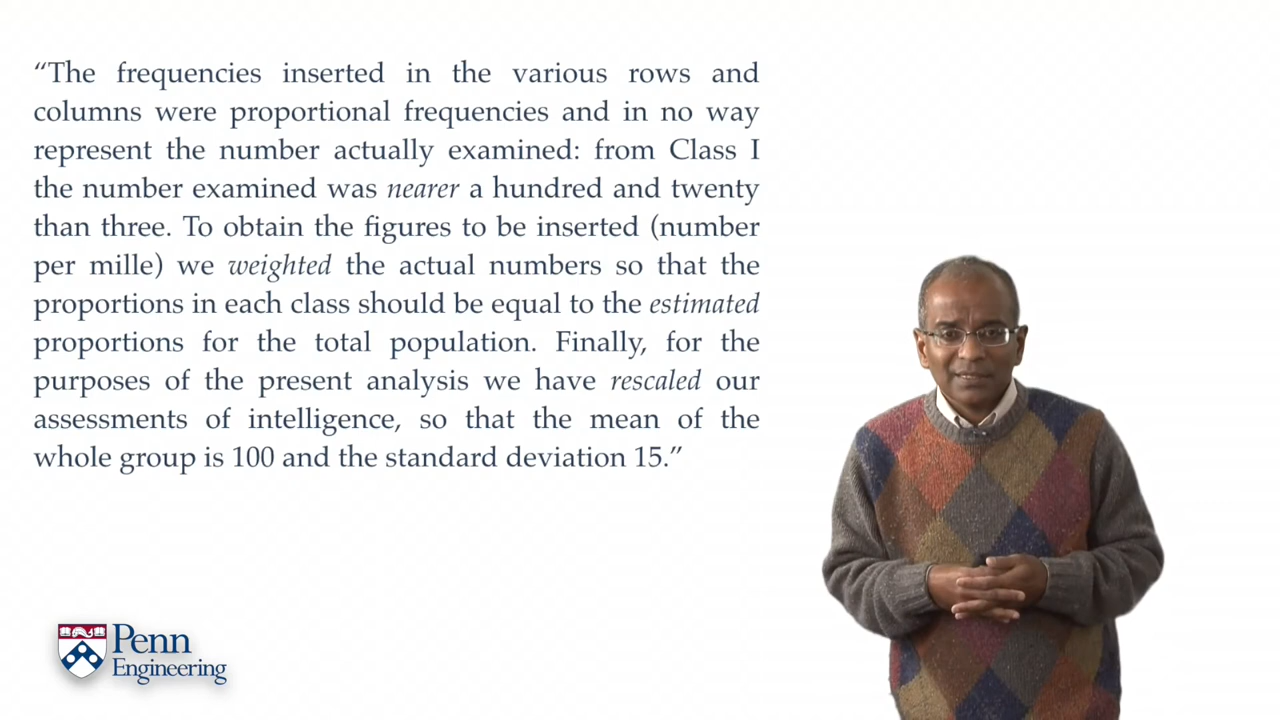 “The frequencies inserted in the various rows and
columns were proportional frequencies and in no way
represent the number actually examined: from Class I
the number examined was nearer a hundred and twenty
than three. To obtain the figures to be inserted (number
per mille) we weighted the actual numbers so that the
proportions in each class should be equal to the estimated
proportions for the total population. Finally, for the
purposes of the present analysis we have rescaled our
assessments of intelligence, so that the mean of the
whole group is 100 and the standard deviation 15.”
Penn
Engineering